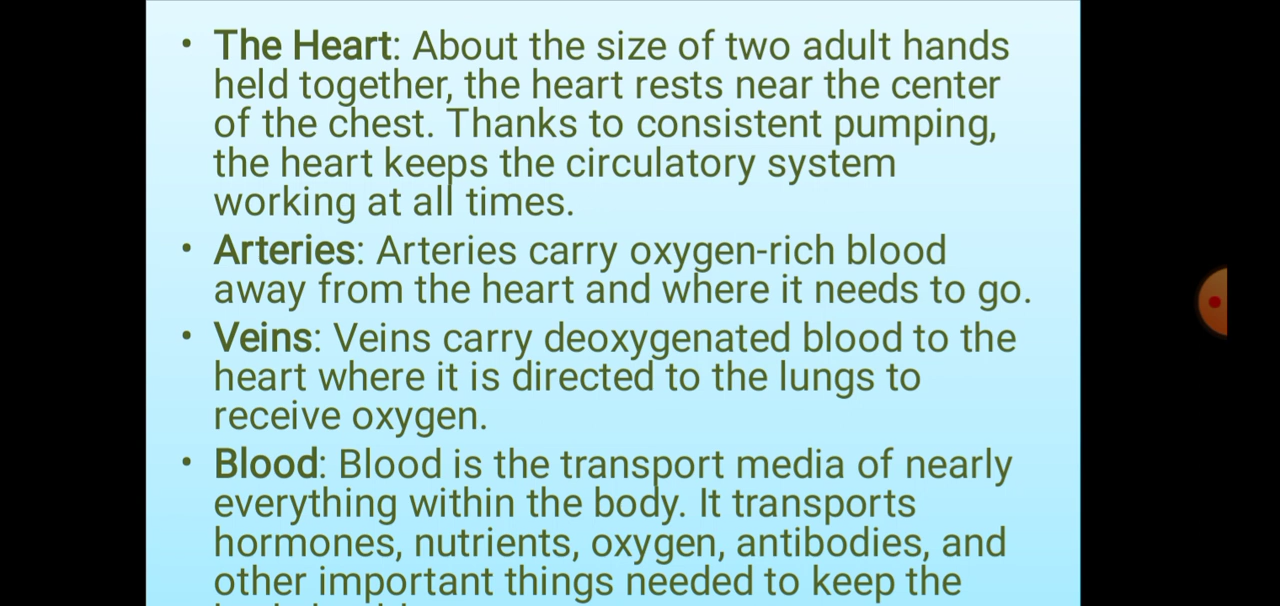 • The Heart: About the size of two adult hands
held together, the heart rests near the center
of the chest. Thanks to consistent pumping,
the heart keeps the circulatory system
working at all times.
• Arteries: Arteries carry oxygen-rich blood
away from the heart and where it needs to go.
• Veins: Veins carry deoxygenated blood to the
heart where it is directed to the lungs to
receive oxygen.
• Blood: Blood is the transport media of nearly
everything within the body. It transports
hormones, nutrients, oxygen, antibodies, and
other important things needed to keep the